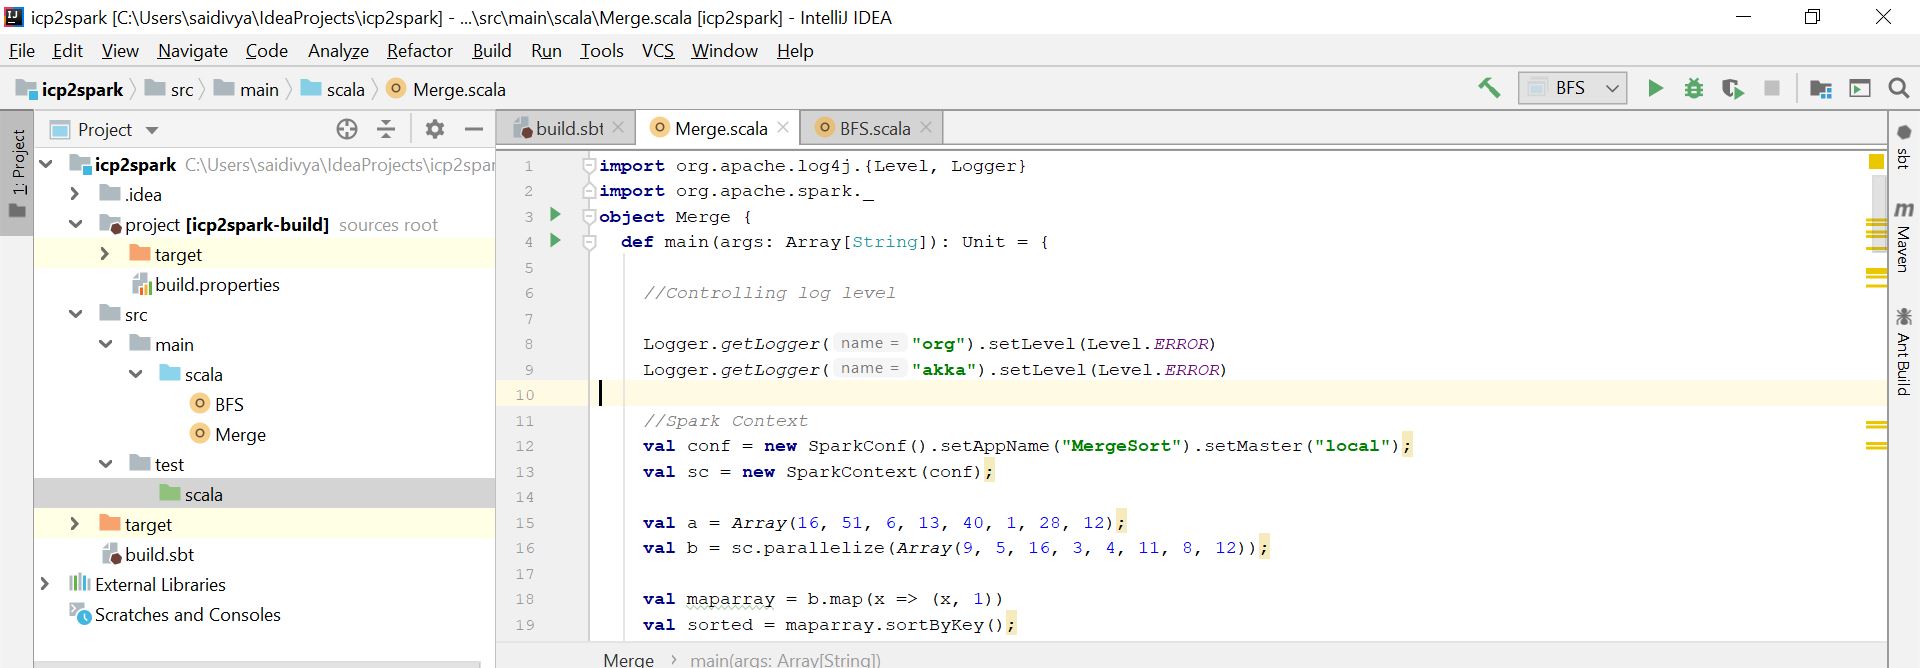 icp2spark [C:\Users\saidivya\IdeaProjects\icp2spark] - ...\src\main\scala\Merge.scala [icp2spark] - IntelliJ IDEA
File Edit View Navigate Code Analyze Refactor Build Run Tools VCS Window Help
icp2spark src main scala Merge.scala BFS
1: Project
Project
icp2spark C:\Users\saidivya\IdeaProjects\icp2spar
.idea
project [icp2spark-build] sources root
target
build.properties
src
main
scala
BFS
Merge
test
scala
target
build.sbt
External Libraries
Scratches and Consoles
build.sbt Merge.scala BFS.scala
1 import org.apache.log4j.{Level, Logger}
2 import org.apache.spark._
3 object Merge {
4 def main(args: Array[String]): Unit = {
5
6 //Controlling log level
7
8 Logger.getLogger( name = "org").setLevel(Level.ERROR)
9 Logger.getLogger( name = "akka").setLevel(Level.ERROR)
10
11 //Spark Context
12 val conf = new SparkConf().setAppName("MergeSort").setMaster("local");
13 val sc = new SparkContext(conf);
14
15 val a = Array(16, 51, 6, 13, 40, 1, 28, 12);
16 val b = sc.parallelize(Array(9, 5, 16, 3, 4, 11, 8, 12));
17
18 val maparray = b.map(x => (x, 1))
19 val sorted = maparray.sortByKey();
Merge main(args: Array[String])
sbt
m Maven
Ant Build